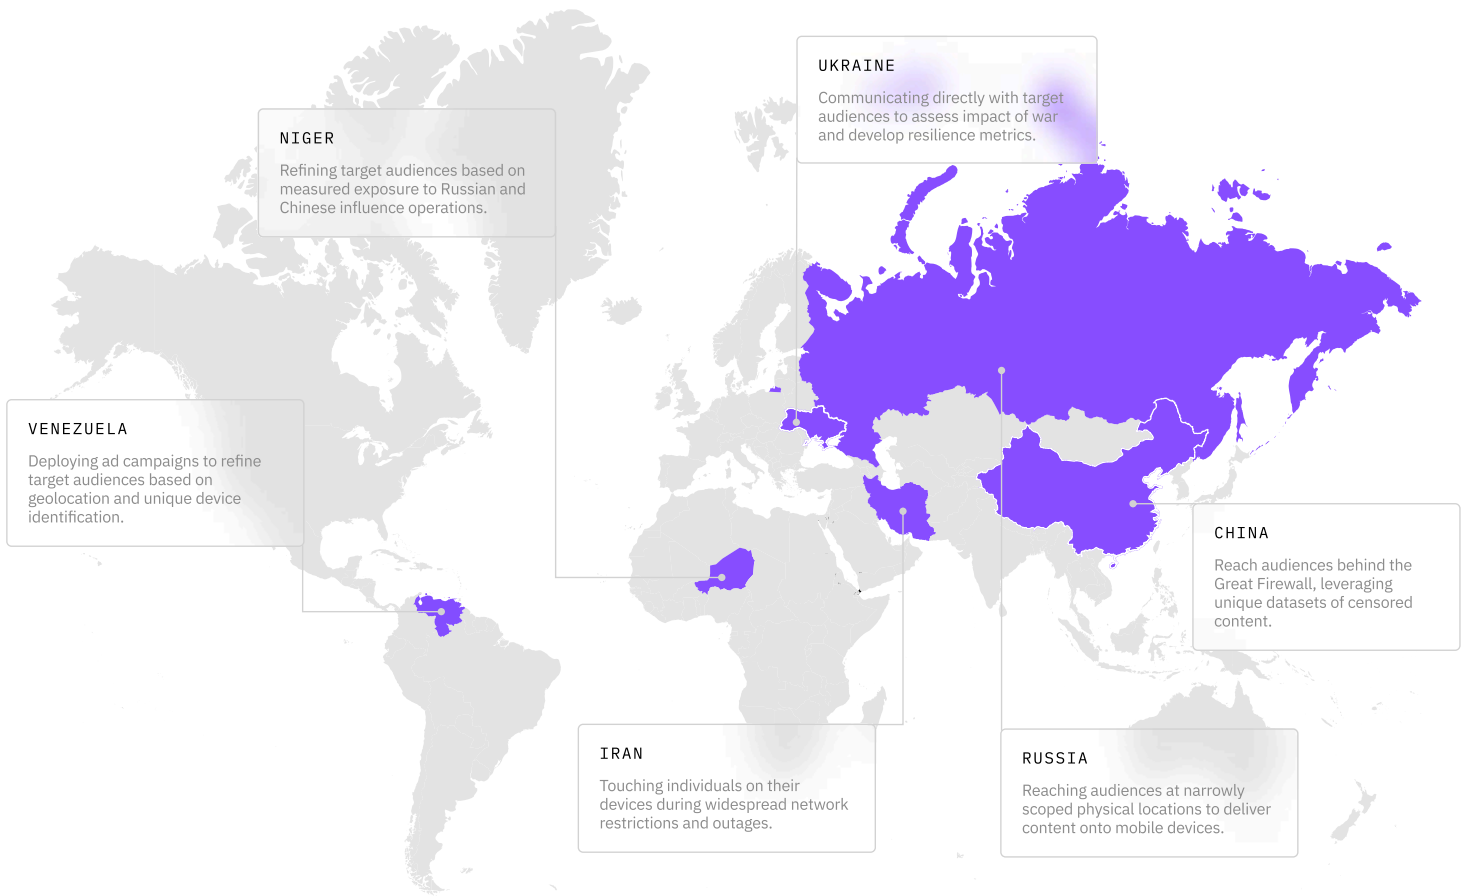 UKRAINE
Communicating directly with target
audiences to assess impact of war
and develop resilience metrics.
NIGER
Refining target audiences based on
measured exposure to Russian and
Chinese influence operations.
VENEZUELA
Deploying ad campaigns to refine
target audiences based on
geolocation and unique device
identification.
CHINA
Reach audiences behind the
Great Firewall, leveraging
unique datasets of censored
content.
IRAN
Touching individuals on their
devices during widespread network
restrictions and outages.
RUSSIA
Reaching audiences at narrowly
scoped physical locations to deliver
content onto mobile devices.